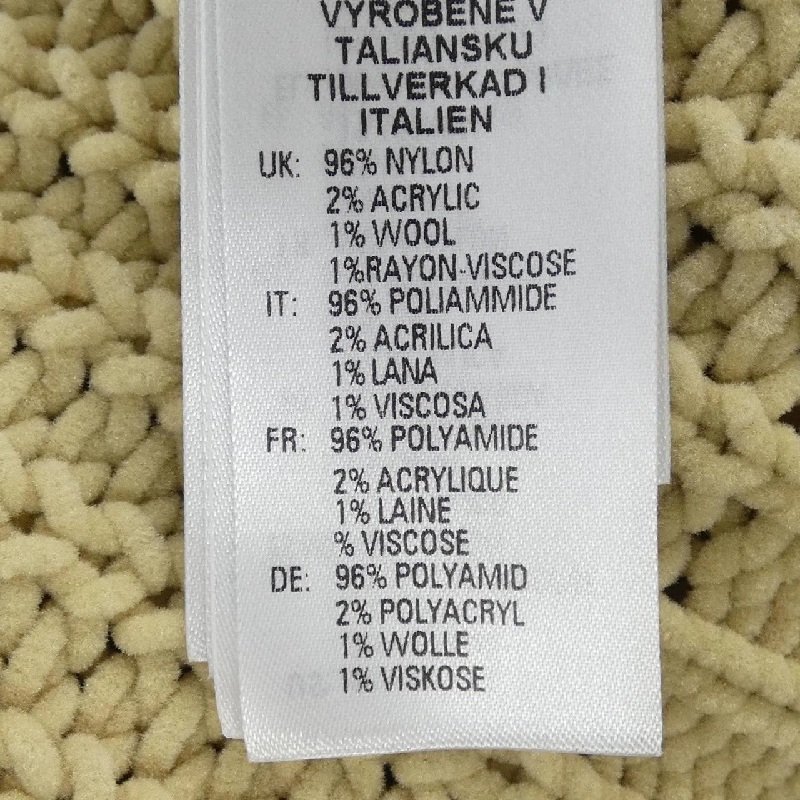 VYROBENÉ V
TALIANSKU
TILLVERKAD I
ITALIEN
UK: 96% NYLON
2% ACRYLIC
1% WOOL
1%RAYON-VISCOSE
IT: 96% POLIAMMIDE
2% ACRILICA
1% LANA
1% VISCOSA
FR: 96% POLYAMIDE
2% ACRYLIQUE
1% LAINE
% VISCOSE
DE: 96% POLYAMID
2% POLYACRYL
1% WOLLE
1% VISKOSE